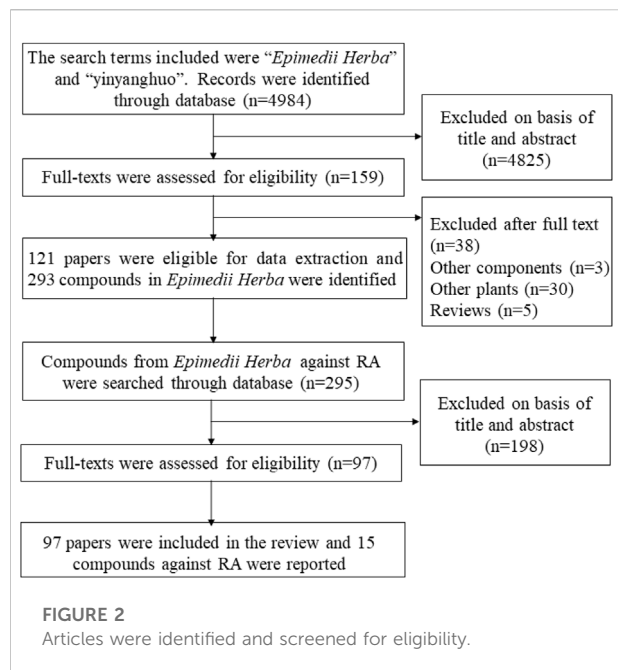 The search terms included were “Epimedii Herba”
and “yinyanghuo”. Records were identified
through database (n=4984)
Excluded on basis of
title and abstract
(n=4825)
Full-texts were assessed for eligibility (n=159)
Excluded after full text
(n=38)
Other components (n=3)
Other plants (n=30)
Reviews (n=5)
121 papers were eligible for data extraction and
293 compounds in Epimedii Herba were identified
Compounds from Epimedii Herba against RA
were searched through database (n=295)
Excluded on basis of
title and abstract
(n=198)
Full-texts were assessed for eligibility (n=97)
97 papers were included in the review and 15
compounds against RA were reported
FIGURE 2
Articles were identified and screened for eligibility.